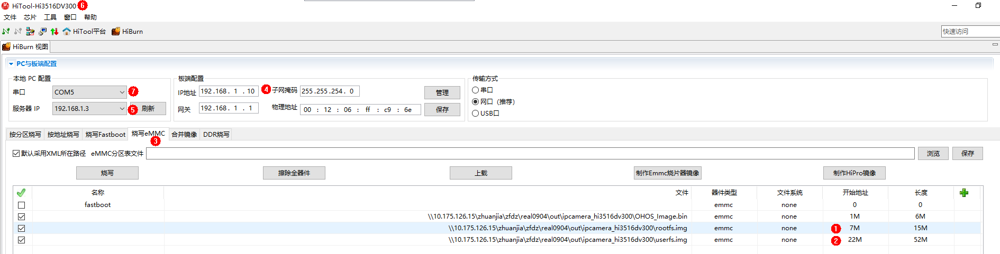 HiTool-Hi3516DV300 6
文件 芯片 工具 窗口 帮助
HiTool平台 HiBurn 快速访问
HiBurn 视图
PC与板端配置
本地 PC 配置 板端配置 传输方式
串口 COM5 7 IP地址 192.168. 1 . 10 4 子网掩码 255.255.254. 0 管理 串口
网口（推荐）
服务器 IP 192.168.1.3 5 刷新 网关 192.168. 1 . 1 物理地址 00 : 12 : 06 : ff : c9 : 6e 保存 USB口
按分区烧写 按地址烧写 烧写Fastboot 烧写eMMC 合并镜像 DDR烧写
3
默认采用XML所在路径 eMMC分区表文件 浏览 保存
烧写 擦除全器件 上载 制作Emmc烧片器镜像 制作HiPro镜像
名称 文件 器件类型 文件系统 开始地址 长度
fastboot emmc none 0 0
\\10.175.126.15\zhuanjia\zfdz\real0904\out\ipcamera_hi3516dv300\OHOS_Image.bin emmc none 1M 6M
\\10.175.126.15\zhuanjia\zfdz\real0904\out\ipcamera_hi3516dv300\rootfs.img emmc none 1 7M 15M
\\10.175.126.15\zhuanjia\zfdz\real0904\out\ipcamera_hi3516dv300\userfs.img emmc none 2 22M 52M